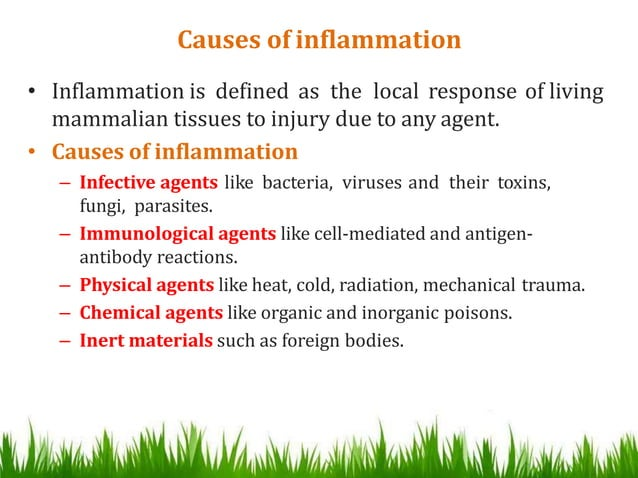 Causes of inflammation
• Inflammation is defined as the local response of living
mammalian tissues to injury due to any agent.
• Causes of inflammation
– Infective agents like bacteria, viruses and their toxins,
fungi, parasites.
– Immunological agents like cell-mediated and antigen-
antibody reactions.
– Physical agents like heat, cold, radiation, mechanical trauma.
– Chemical agents like organic and inorganic poisons.
– Inert materials such as foreign bodies.